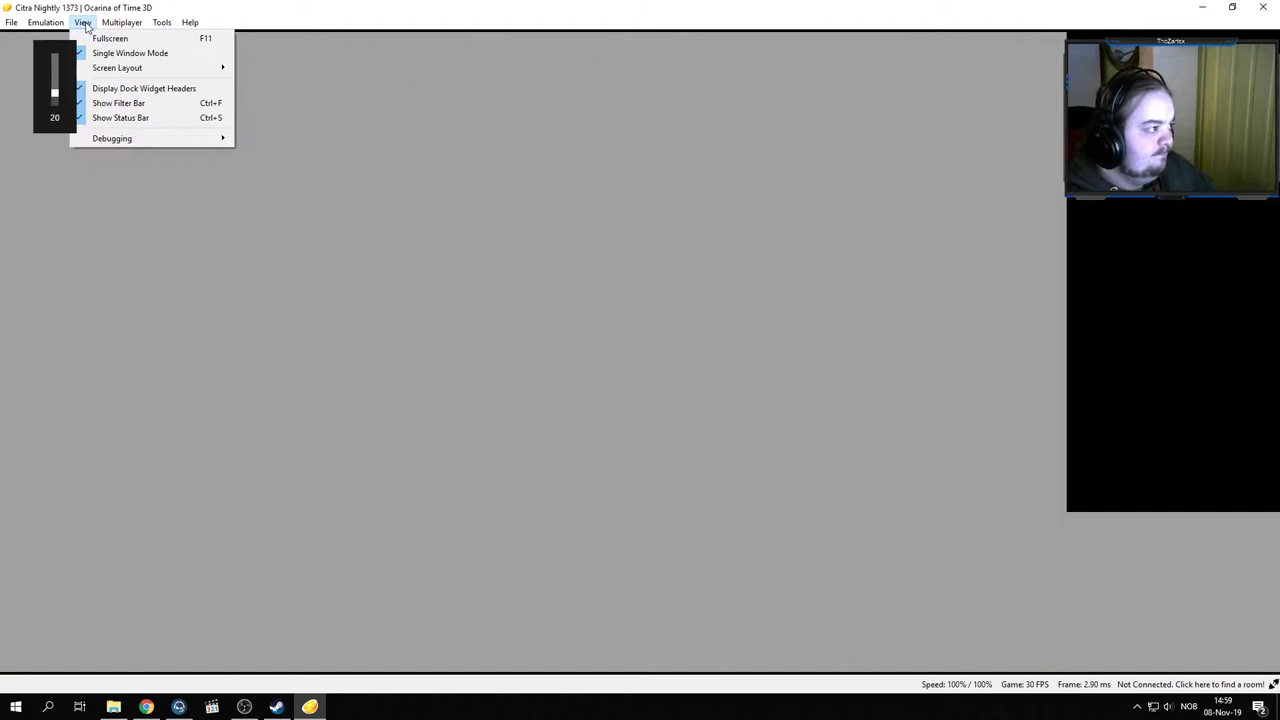 Citra Nightly 1373 | Ocarina of Time 3D
File Emulation View Multiplayer Tools Help
Fullscreen F11
Single Window Mode
Screen Layout
Display Dock Widget Headers
Show Filter Bar Ctrl+F
Show Status Bar Ctrl+S
Debugging
20
TheZarlox
Speed: 100% / 100% Game: 30 FPS Frame: 2.90 ms Not Connected. Click here to find a room!
NOB
14:59
08-Nov-19
2